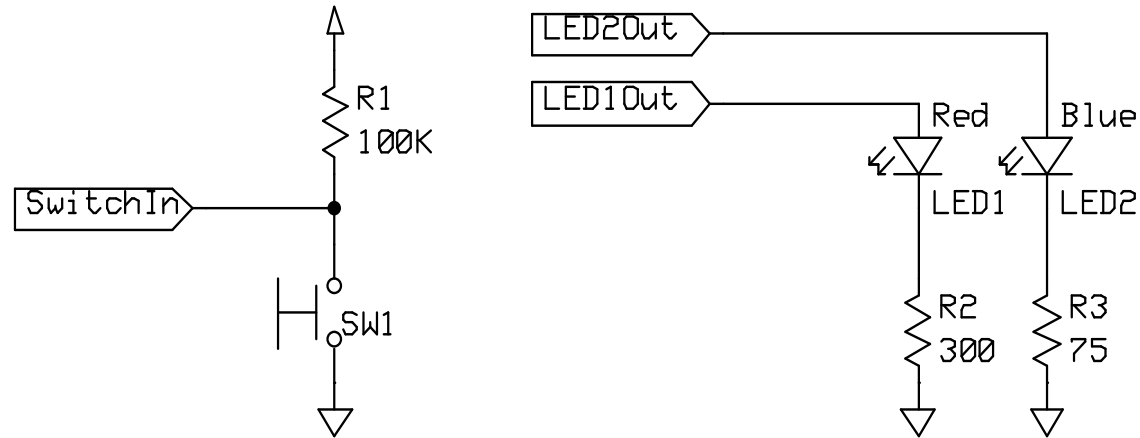 R1
100K
SwitchIn
SW1
LED2Out
LED1Out
Red
LED1
R2
300
Blue
LED2
R3
75